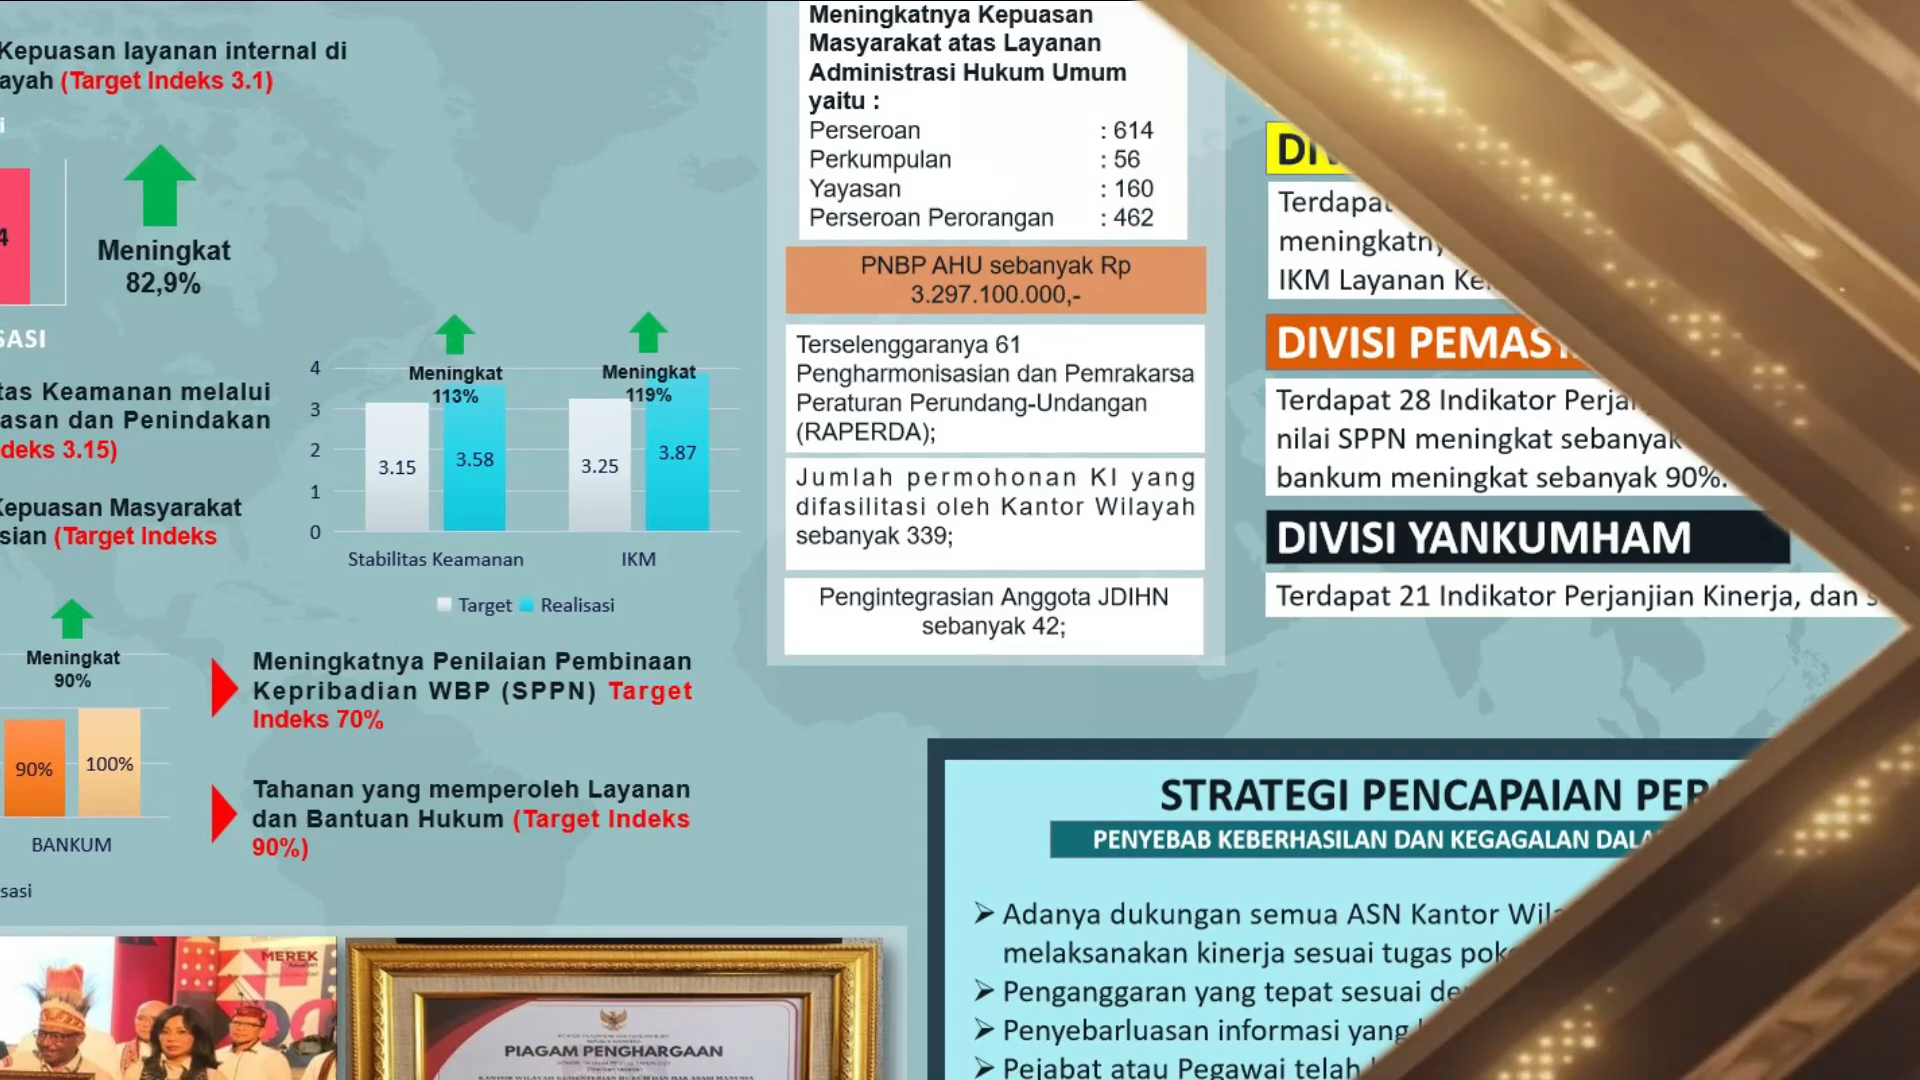 Kepuasan layanan internal di
ayah (Target Indeks 3.1)
i
4
Meningkat
82,9%
SASI
tas Keamanan melalui
asan dan Penindakan
deks 3.15)
Kepuasan Masyarakat
sian (Target Indeks
Meningkat
113%
Meningkat
119%
4
3
2
1
0
3.15
3.58
3.25
3.87
Stabilitas Keamanan
IKM
Target
Realisasi
Meningkat
90%
90%
100%
BANKUM
sasi
Meningkatnya Penilaian Pembinaan
Kepribadian WBP (SPPN) Target
Indeks 70%
Tahanan yang memperoleh Layanan
dan Bantuan Hukum (Target Indeks
90%)
MEREK
PIAGAM PENGHARGAAN
Meningkatnya Kepuasan
Masyarakat atas Layanan
Administrasi Hukum Umum
yaitu :
Perseroan : 614
Perkumpulan : 56
Yayasan : 160
Perseroan Perorangan : 462
PNBP AHU sebanyak Rp
3.297.100.000,-
Terselenggaranya 61
Pengharmonisasian dan Pemrakarsa
Peraturan Perundang-Undangan
(RAPERDA);
Jumlah permohonan KI yang
difasilitasi oleh Kantor Wilayah
sebanyak 339;
Pengintegrasian Anggota JDIHN
sebanyak 42;
Terdapat
meningkatny
IKM Layanan Ke
DIVISI PEMAS
Terdapat 28 Indikator Perja
nilai SPPN meningkat sebanyak
bankum meningkat sebanyak 90%.
DIVISI YANKUMHAM
Terdapat 21 Indikator Perjanjian Kinerja, dan s
STRATEGI PENCAPAIAN PER
PENYEBAB KEBERHASILAN DAN KEGAGALAN DALA
➢ Adanya dukungan semua ASN Kantor Wila
melaksanakan kinerja sesuai tugas pok
➢ Penganggaran yang tepat sesuai de
➢ Penyebarluasan informasi yang
➢ Pejabat atau Pegawai telah